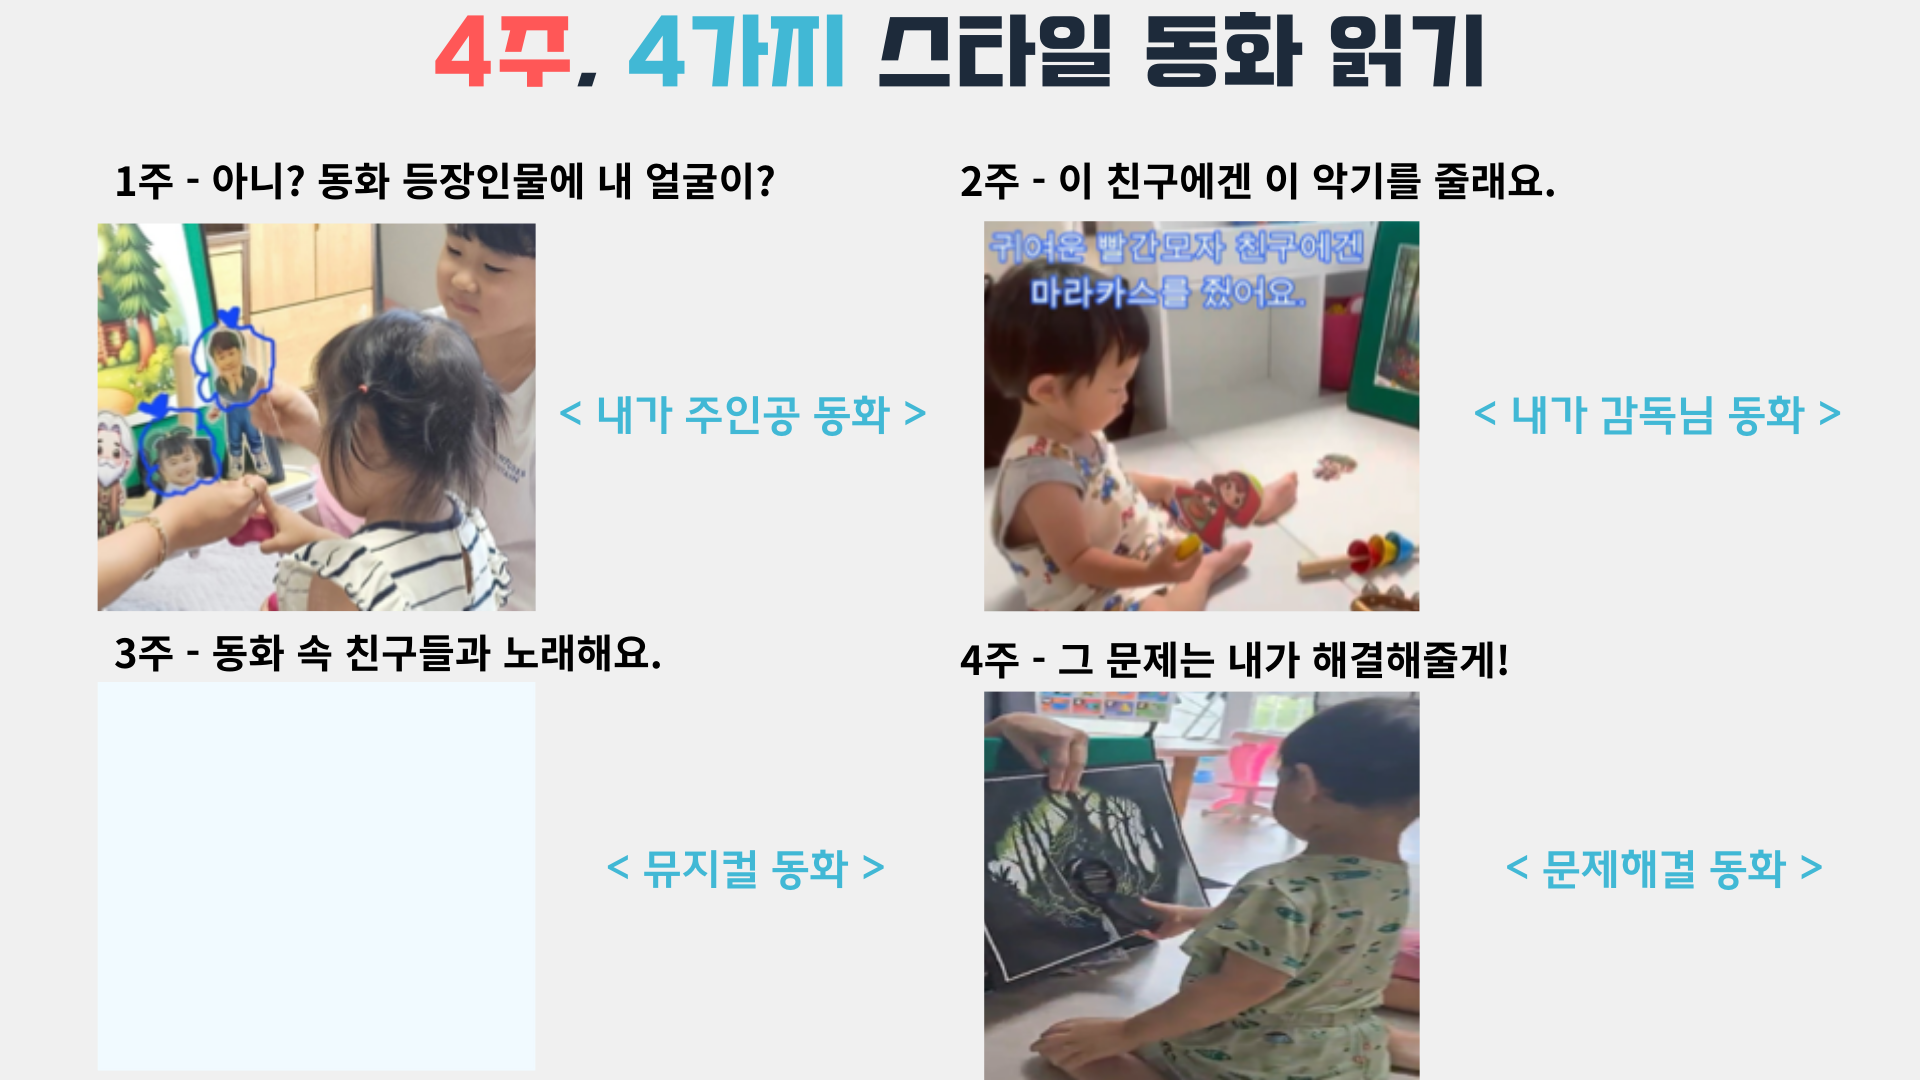 4주, 4가지 스타일 동화 읽기
1주 - 아니? 동화 등장인물에 내 얼굴이?
2주 - 이 친구에겐 이 악기를 줄래요.
귀여운 빨간모자 친구에겐
마라카스를 줬어요.
< 내가 주인공 동화 >
< 내가 감독님 동화 >
3주 - 동화 속 친구들과 노래해요.
4주 - 그 문제는 내가 해결해줄게!
< 뮤지컬 동화 >
< 문제해결 동화 >